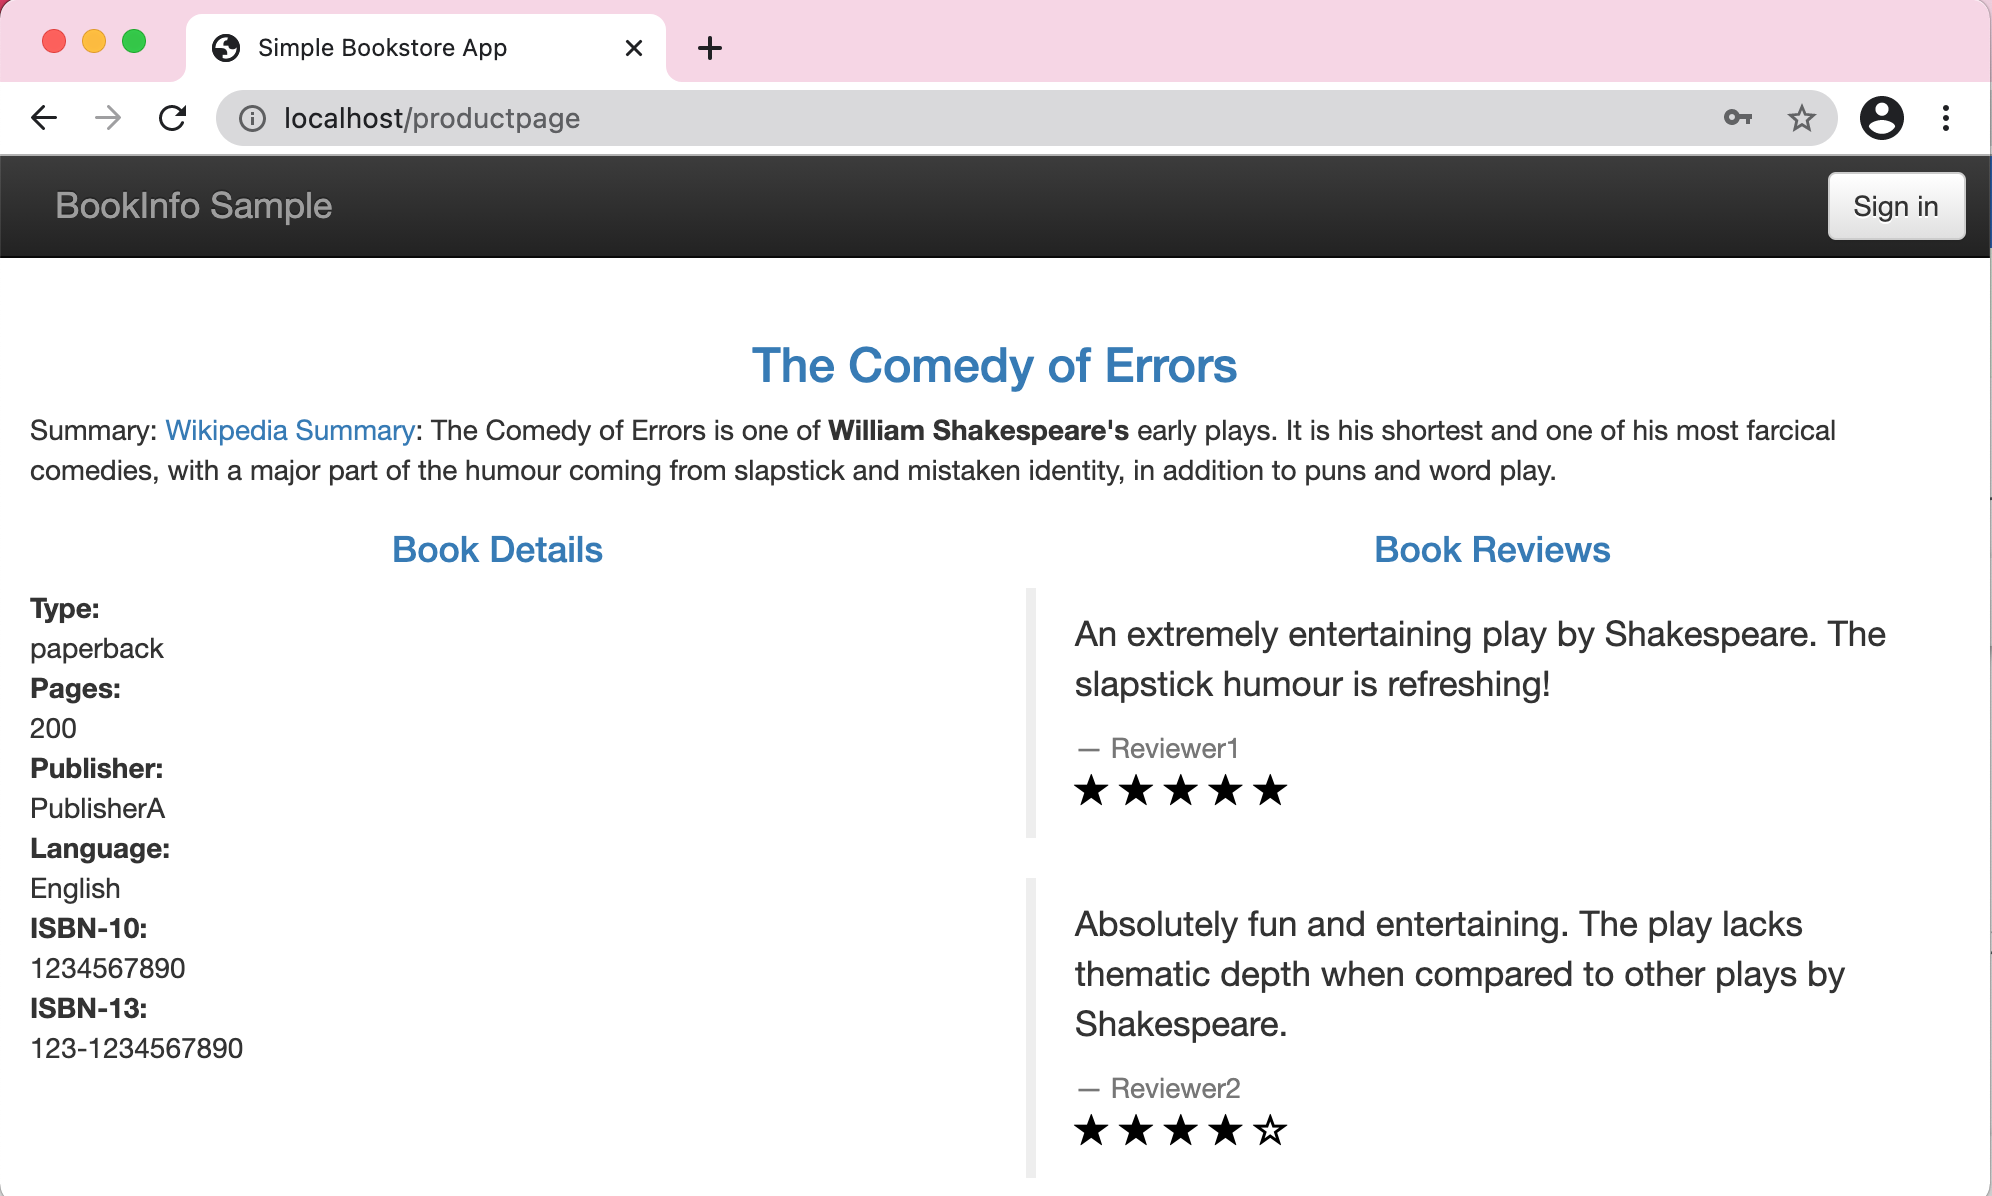 Simple Bookstore App
localhost/productpage
BookInfo Sample
Sign in
The Comedy of Errors
Summary: Wikipedia Summary: The Comedy of Errors is one of William Shakespeare's early plays. It is his shortest and one of his most farcical
comedies, with a major part of the humour coming from slapstick and mistaken identity, in addition to puns and word play.
Book Details
Type:
paperback
Pages:
200
Publisher:
PublisherA
Language:
English
ISBN-10:
1234567890
ISBN-13:
123-1234567890
Book Reviews
An extremely entertaining play by Shakespeare. The
slapstick humour is refreshing!
— Reviewer1
★★★★★
Absolutely fun and entertaining. The play lacks
thematic depth when compared to other plays by
Shakespeare.
— Reviewer2
★★★★☆